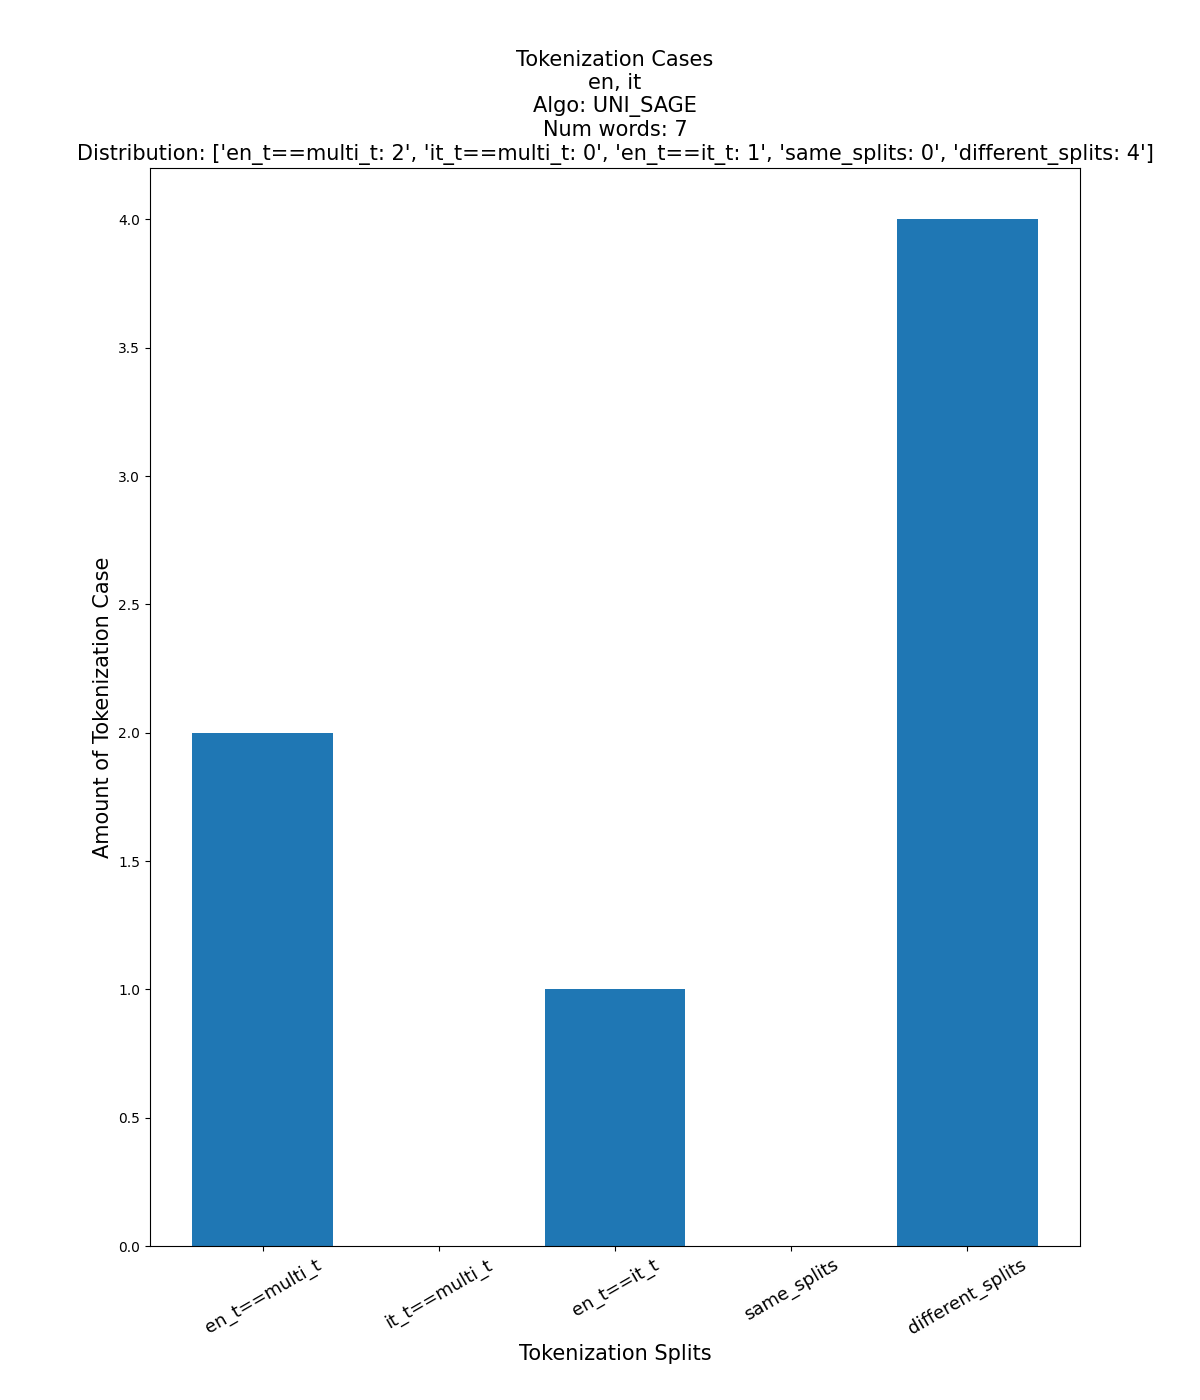 Tokenization Cases
en, it
Algo: UNI_SAGE
Num words: 7
Distribution: ['en_t==multi_t: 2', 'it_t==multi_t: 0', 'en_t==it_t: 1', 'same_splits: 0', 'different_splits: 4']
4.0
3.5
3.0
2.5
2.0
1.5
1.0
0.5
0.0
Amount of Tokenization Case
en_t==multi_t
it_t==multi_t
en_t==it_t
same_splits
different_splits
Tokenization Splits